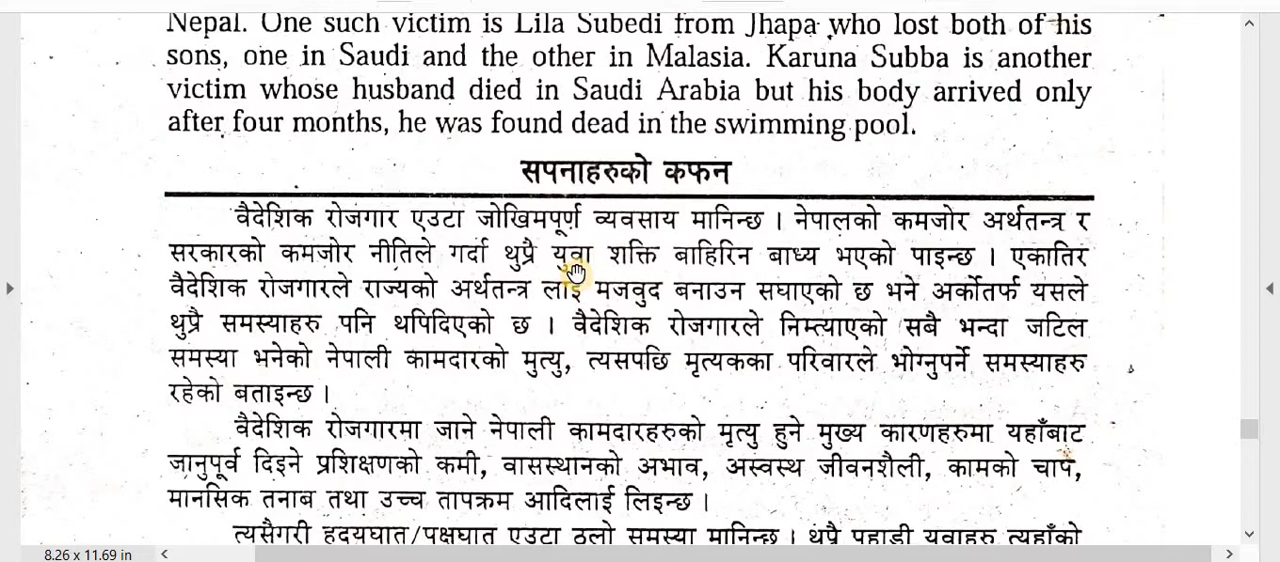 Nepal. One such victim is Lila Subedi from Jhapa who lost both of his
sons, one in Saudi and the other in Malasia. Karuna Subba is another
victim whose husband died in Saudi Arabia but his body arrived only
after four months, he was found dead in the swimming pool.
सपनाहरुको कफन
वैदेशिक रोजगार एउटा जोखिमपूर्ण व्यवसाय मानिन्छ । नेपालको कमजोर अर्थतन्त्र र
सरकारको कमजोर नीतिले गर्दा थुप्रै युवा शक्ति बाहिरिन बाध्य भएको पाइन्छ । एकातिर
वैदेशिक रोजगारले राज्यको अर्थतन्त्र लाई मजवुद बनाउन सघाएको छ भने अर्कोतर्फ यसले
थुप्रै समस्याहरु पनि थपिदिएको छ । वैदेशिक रोजगारले निम्त्याएको सबै भन्दा जटिल
समस्या भनेको नेपाली कामदारको मुत्यु, त्यसपछि मृत्यकका परिवारले भोग्नुपर्ने समस्याहरु
रहेको बताइन्छ ।
वैदेशिक रोजगारमा जाने नेपाली कामदारहरुको मृत्यु हुने मुख्य कारणहरुमा यहाँबाट
जानुपूर्व दिइने प्रशिक्षणको कमी, वासस्थानको अभाव, अस्वस्थ जीवनशैली, कामको चाप,
मानसिक तनाब तथा उच्च तापक्रम आदिलाई लिइन्छ ।
त्यसैगरी हृदयघात/पक्षघात एउटा ठूलो समस्या मानिन्छ । थुप्रै पहाडी युवाहरु त्यहाँको
8.26 x 11.69 in